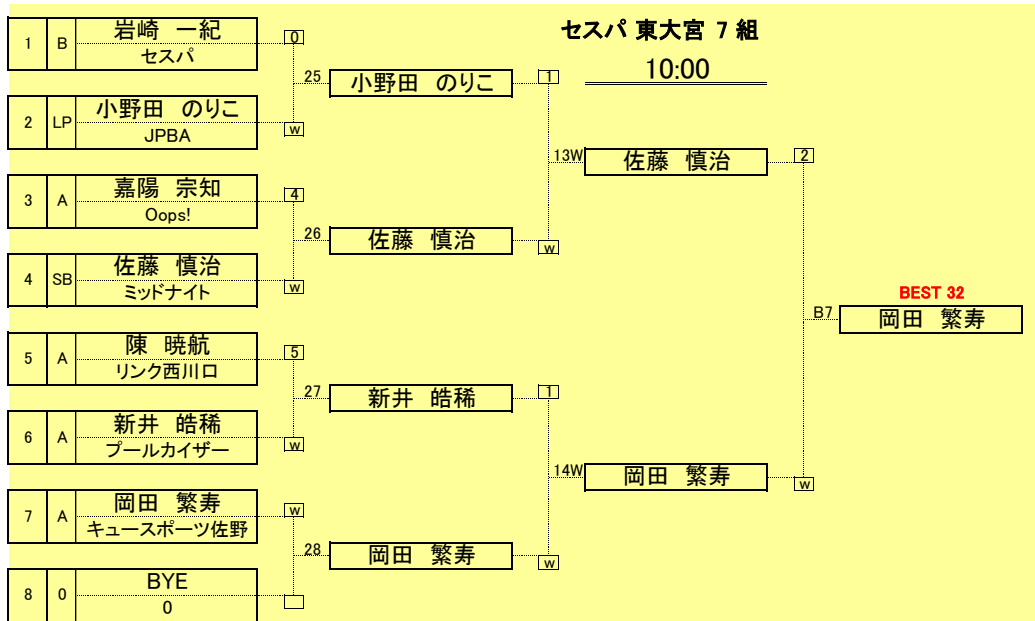 セスパ 東大宮 7 組
10:00
1 B 岩崎 一紀 0
セスパ
25 小野田 のりこ 1
2 LP 小野田 のりこ w
JPBA
13W 佐藤 慎治 2
3 A 嘉陽 宗知 4
Oops!
26 佐藤 慎治 w
4 SB 佐藤 慎治 w
ミッドナイト
BEST 32
B7 岡田 繁寿
5 A 陳 暁航 5
リンク西川口
27 新井 皓稀 1
6 A 新井 皓稀 w
プールカイザー
14W 岡田 繁寿 w
7 A 岡田 繁寿 w
キュースポーツ佐野
28 岡田 繁寿 w
8 0 BYE
0